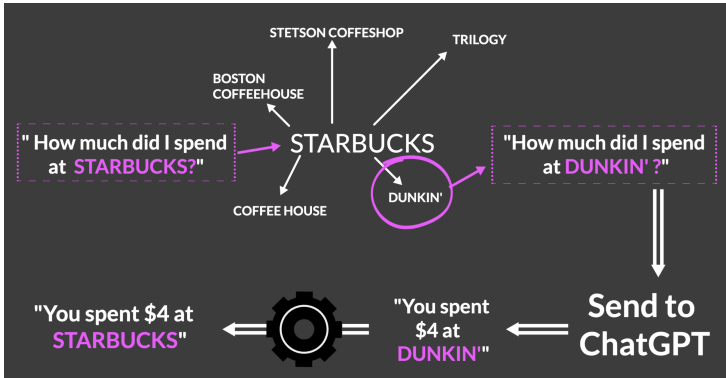 STETSON COFFESHOP
TRILOGY
BOSTON
COFFEEHOUSE
" How much did I spend
at STARBUCKS?"
STARBUCKS
"How much did I spend
at DUNKIN' ?"
DUNKIN'
COFFEE HOUSE
"You spent $4 at
STARBUCKS"
"You spent
$4 at
DUNKIN'"
Send to
ChatGPT